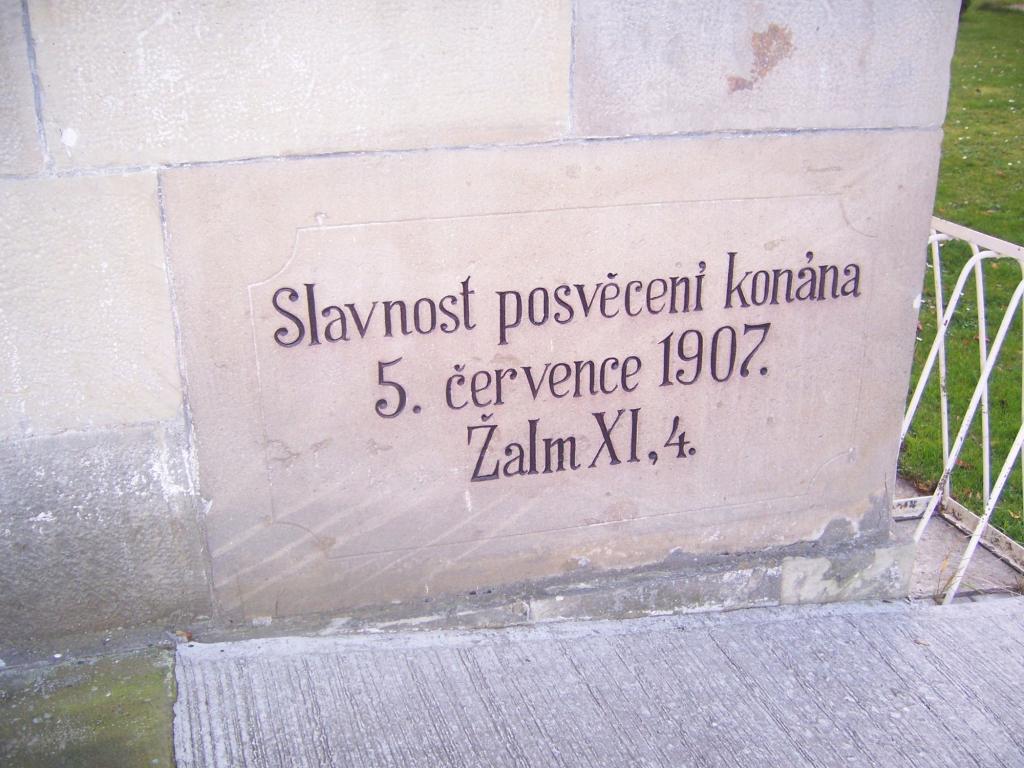 Slavnost posvěcení konána
5. července 1907.
Žalm XI, 4.